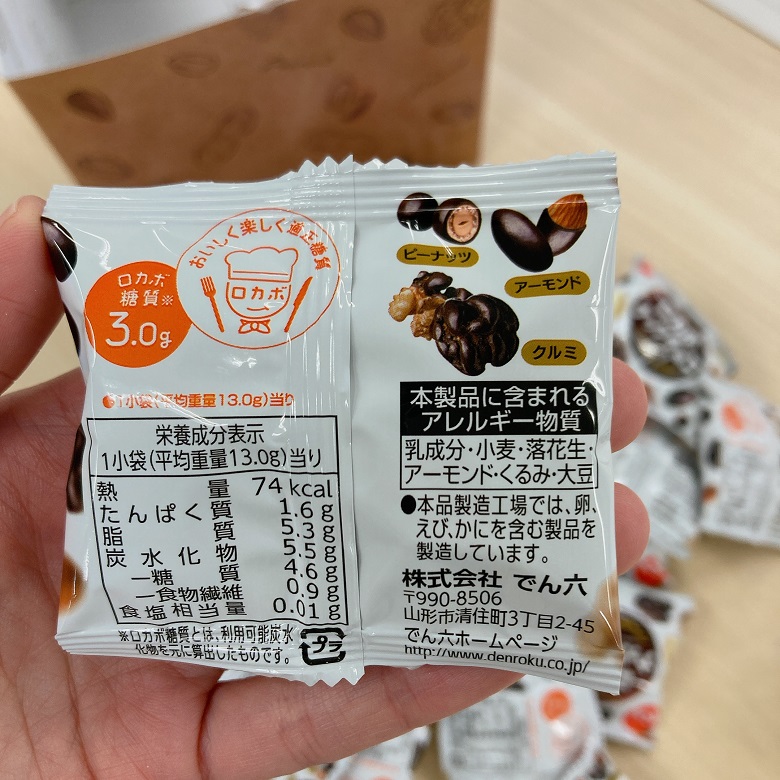 おいしく楽しく適正糖質
ロカボ
ロカボ
糖質※
3.0g
●1小袋(平均重量13.0g)当り
栄養成分表示
1小袋(平均重量13.0g)当り
熱量 74 kcal
たんぱく質 1.6 g
脂質 5.3 g
炭水化物 5.5 g
―糖質 4.6 g
―食物繊維 0.9 g
食塩相当量 0.01 g
※ロカボ糖質とは、利用可能炭水
化物を元に算出したものです。
プラ
ピーナッツ
アーモンド
クルミ
本製品に含まれる
アレルギー物質
乳成分・小麦・落花生・
アーモンド・くるみ・大豆
●本品製造工場では、卵、
えび、かにを含む製品を
製造しています。
株式会社 でん六
〒990-8506
山形市清住町3丁目2-45
でん六ホームページ
http://www.denroku.co.jp/